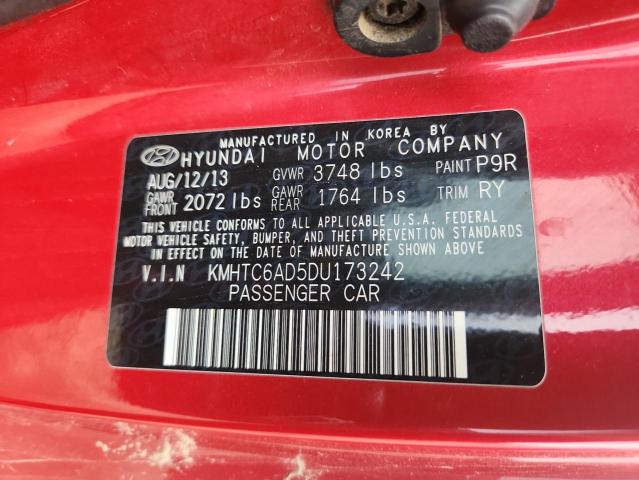 MANUFACTURED IN KOREA BY
HYUNDAI MOTOR COMPANY
AUG/12/13 GVWR 3748 lbs PAINT P9R
GAWR FRONT 2072 lbs GAWR REAR 1764 lbs TRIM RY
THIS VEHICLE CONFORMS TO ALL APPLICABLE U.S.A. FEDERAL
MOTOR VEHICLE SAFETY, BUMPER, AND THEFT PREVENTION STANDARDS
IN EFFECT ON THE DATE OF MANUFACTURE SHOWN ABOVE.
V.I.N KMHTC6AD5DU173242
PASSENGER CAR